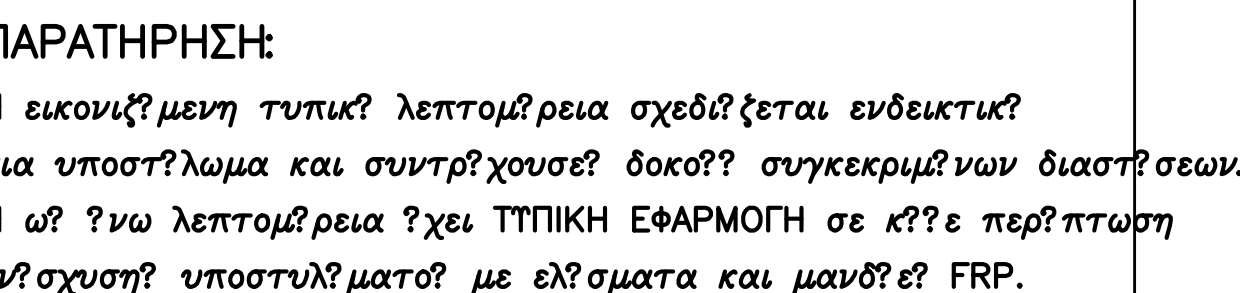 ΠΑΡΑΤΗΡΗΣΗ:
εικονιζ?μενη τυπικ? λεπτομ?ρεια σχεδι?ζεται ενδεικτικ?
ια υποστ?λωμα και συντρ?χουσε? δοκο?? συγκεκριμ?νων διαστ?σεων.
ω? ?νω λεπτομ?ρεια ?χει ΤΥΠΙΚΗ ΕΦΑΡΜΟΓΗ σε κ??ε περ?πτωση
ν?σχυση? υποστυλ?ματο? με ελ?σματα και μανδ?ε? FRP.